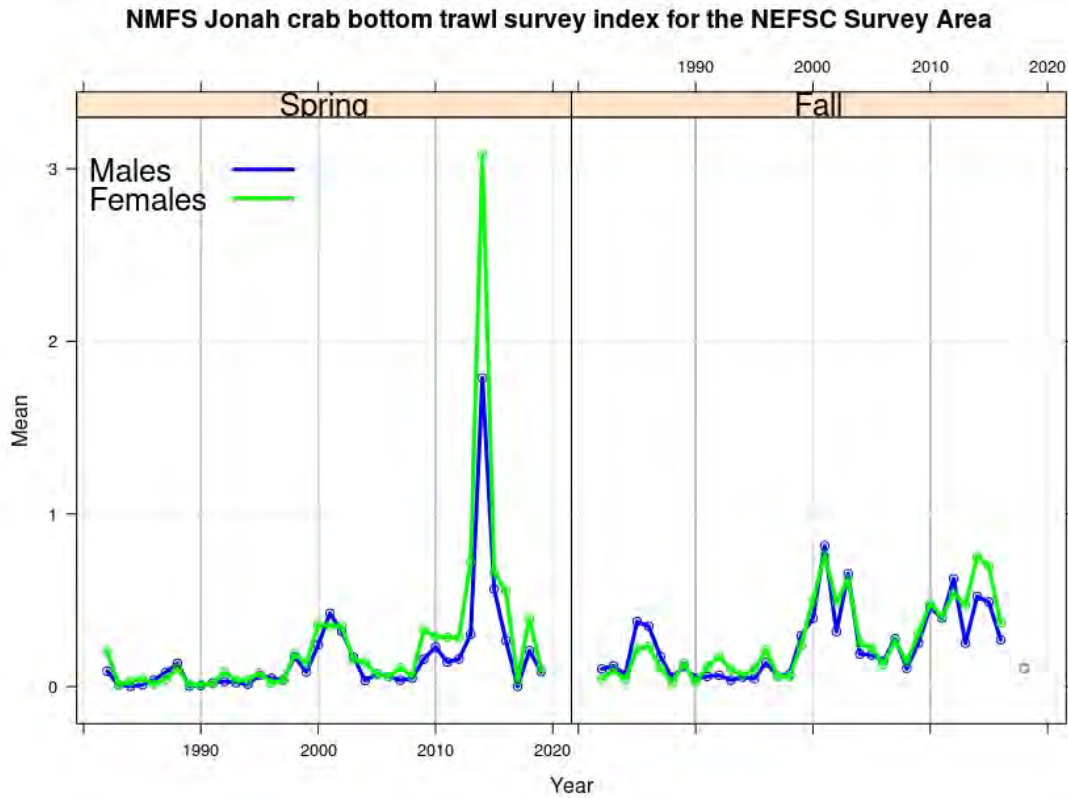 NMFS Jonah crab bottom trawl survey index for the NEFSC Survey Area
1990 2000 2010 2020
Spring Fall
Males
Females
3
2
1
0
Mean
1990 2000 2010 2020
Year